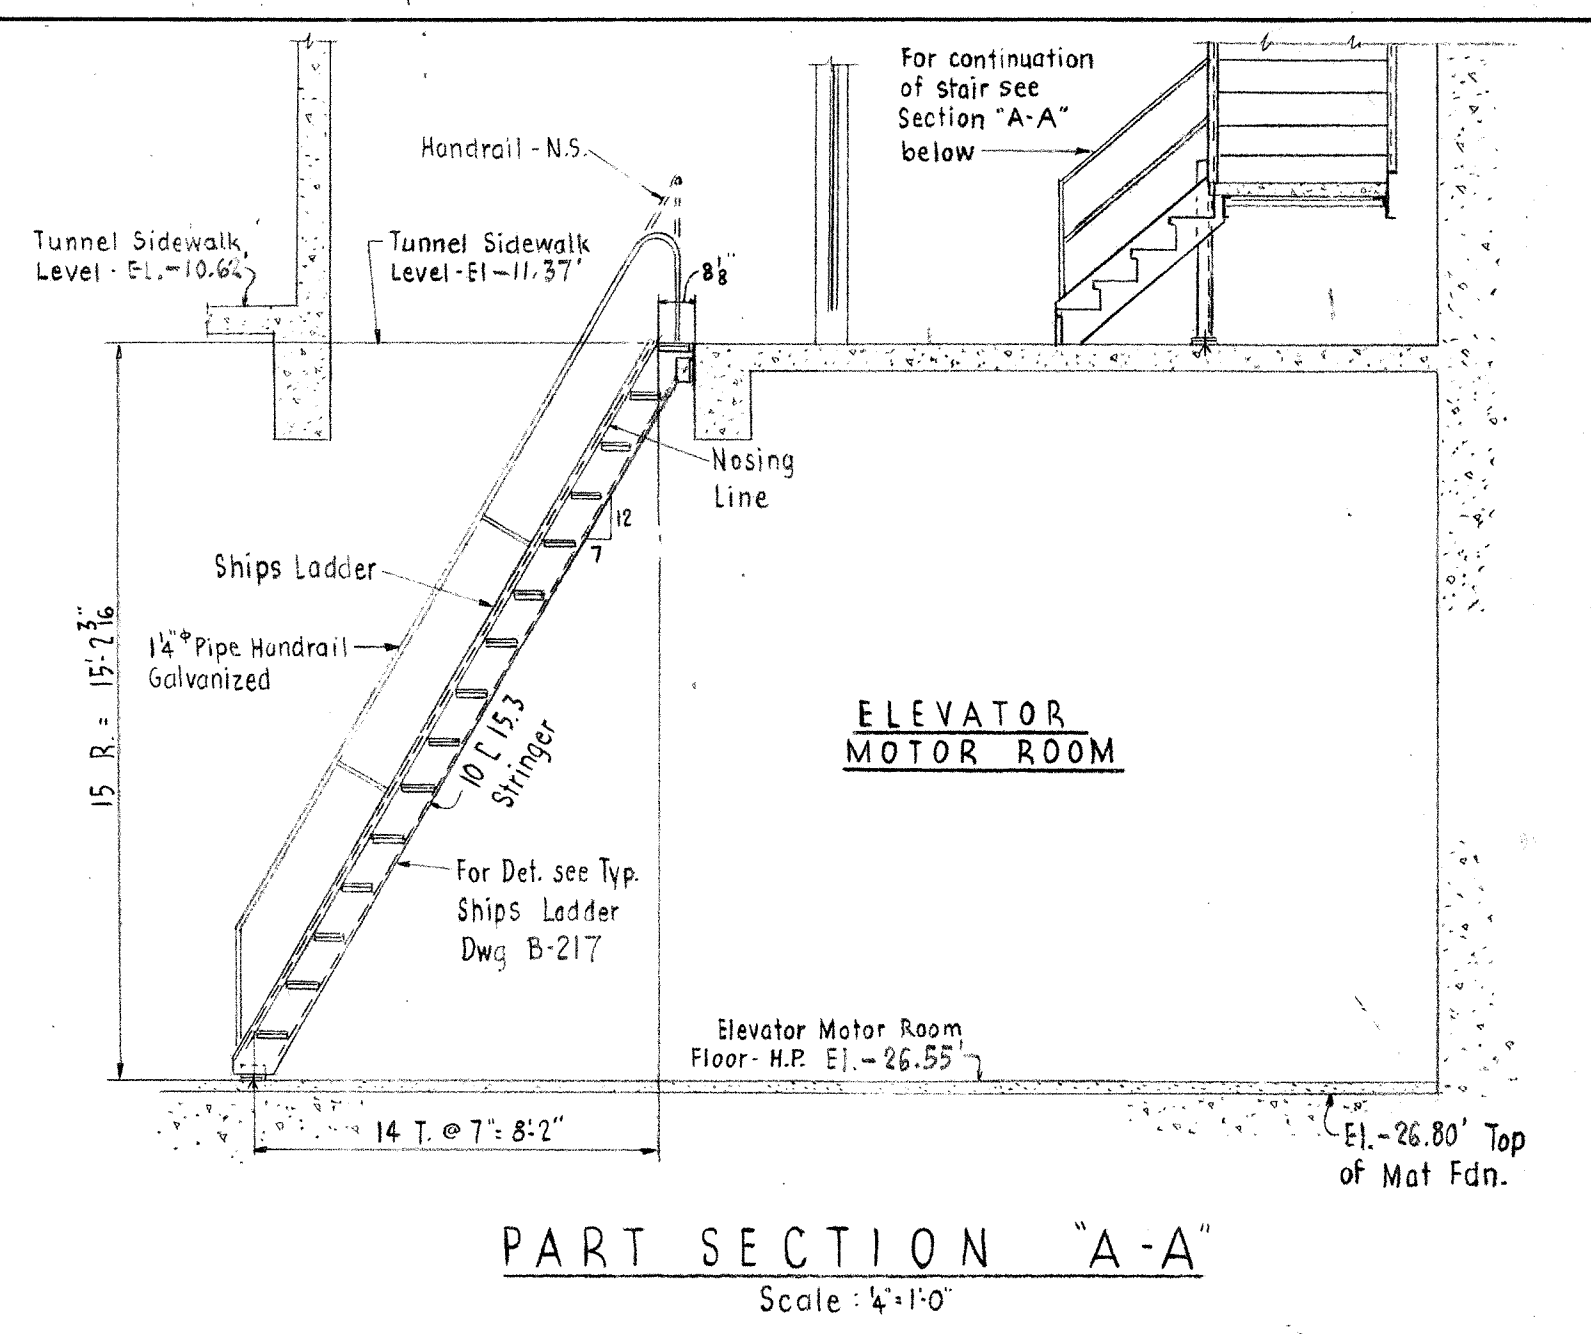 For continuation
of stair see
Section "A-A"
below
Handrail - N.S.
Tunnel Sidewalk
Level - El.-10.62'
Tunnel Sidewalk
Level-El-11.37'
8 1/8"
Nosing
Line
12
7
Ships Ladder
1 1/4"ϕ Pipe Handrail
Galvanized
15 R. = 15'-2 3/16"
10 [ 15.3
Stringer
ELEVATOR
MOTOR ROOM
For Det. see Typ.
Ships Ladder
Dwg B-217
Elevator Motor Room
Floor- H.P. El.-26.55'
14 T. @ 7"= 8'-2"
El.-26.80' Top
of Mat Fdn.
PART SECTION "A-A"
Scale: 1/4"=1'-0"